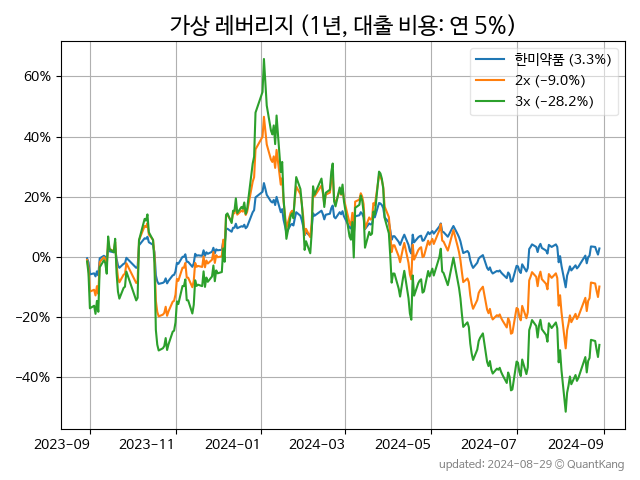 가상 레버리지 (1년, 대출 비용: 연 5%)
한미약품 (3.3%)
2x (−9.0%)
3x (−28.2%)
60%
40%
20%
0%
−20%
−40%
2023−09 2023−11 2024−01 2024−03 2024−05 2024−07 2024−09
updated: 2024-08-29 © QuantKang